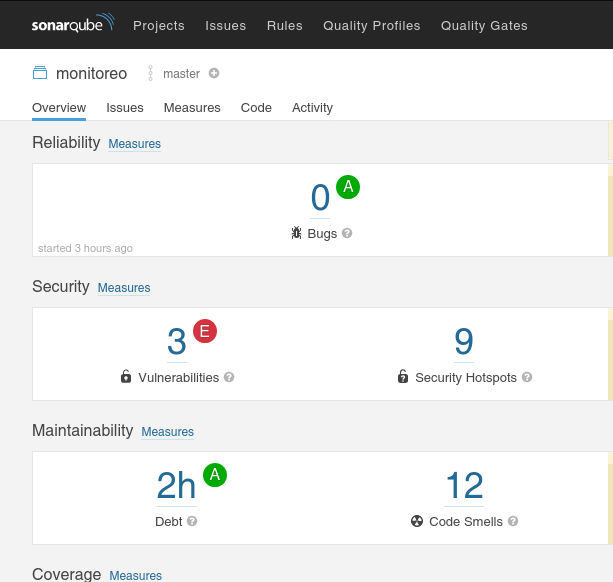 sonarqube Projects Issues Rules Quality Profiles Quality Gates
monitoreo master
Overview Issues Measures Code Activity
Reliability Measures
0 A
Bugs ?
started 3 hours ago
Security Measures
3 E 9
Vulnerabilities ? Security Hotspots ?
Maintainability Measures
2h A 12
Debt ? Code Smells ?
Coverage Measures